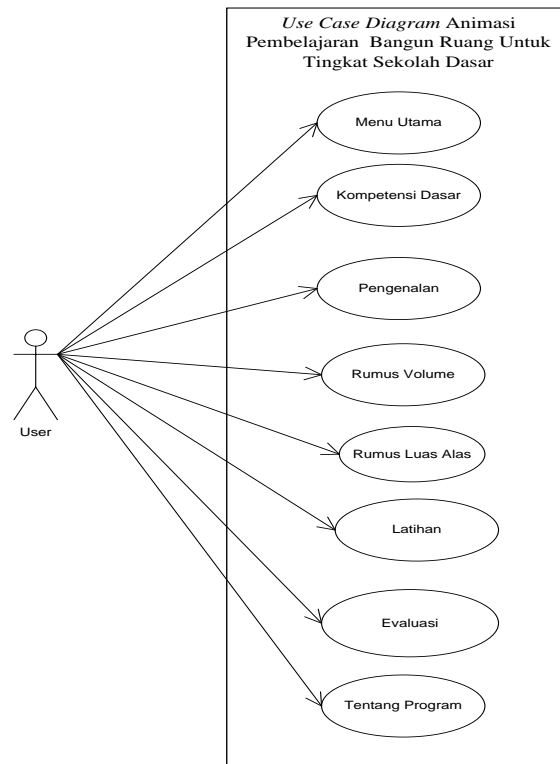 Use Case Diagram Animasi
Pembelajaran Bangun Ruang Untuk
Tingkat Sekolah Dasar
Menu Utama
Kompetensi Dasar
Pengenalan
Rumus Volume
User
Rumus Luas Alas
Latihan
Evaluasi
Tentang Program